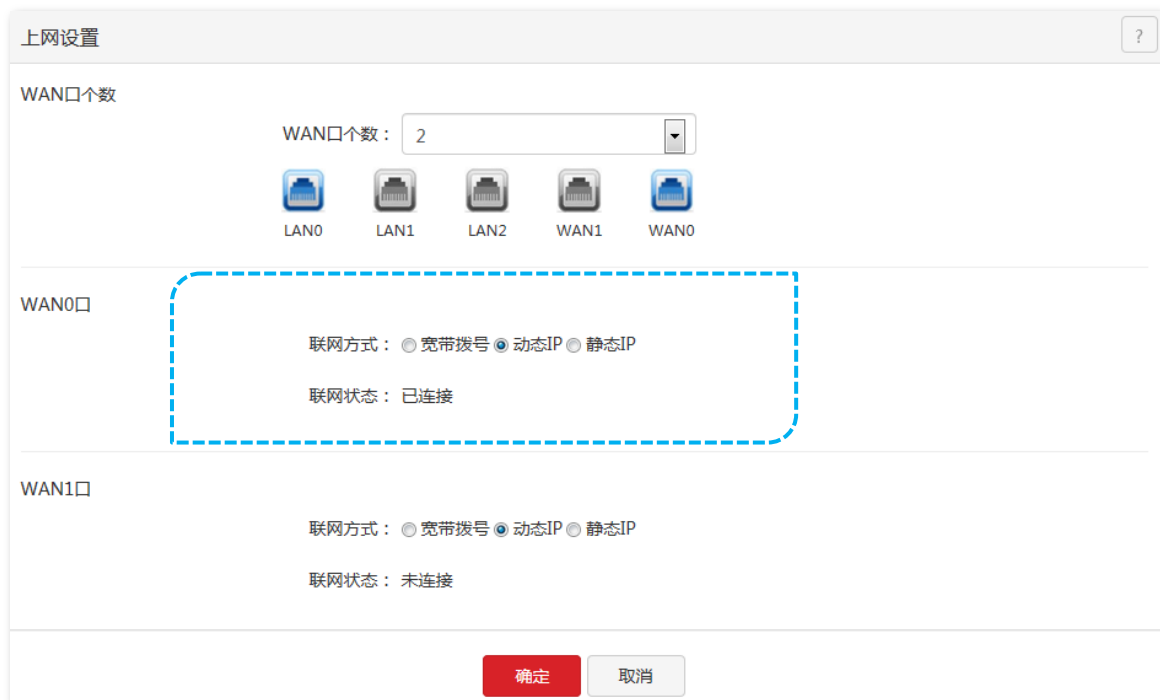 上网设置 ?
WAN口个数
WAN口个数： 2
LAN0 LAN1 LAN2 WAN1 WAN0
WAN0口
联网方式： 宽带拨号 动态IP 静态IP
联网状态： 已连接
WAN1口
联网方式： 宽带拨号 动态IP 静态IP
联网状态： 未连接
确定 取消